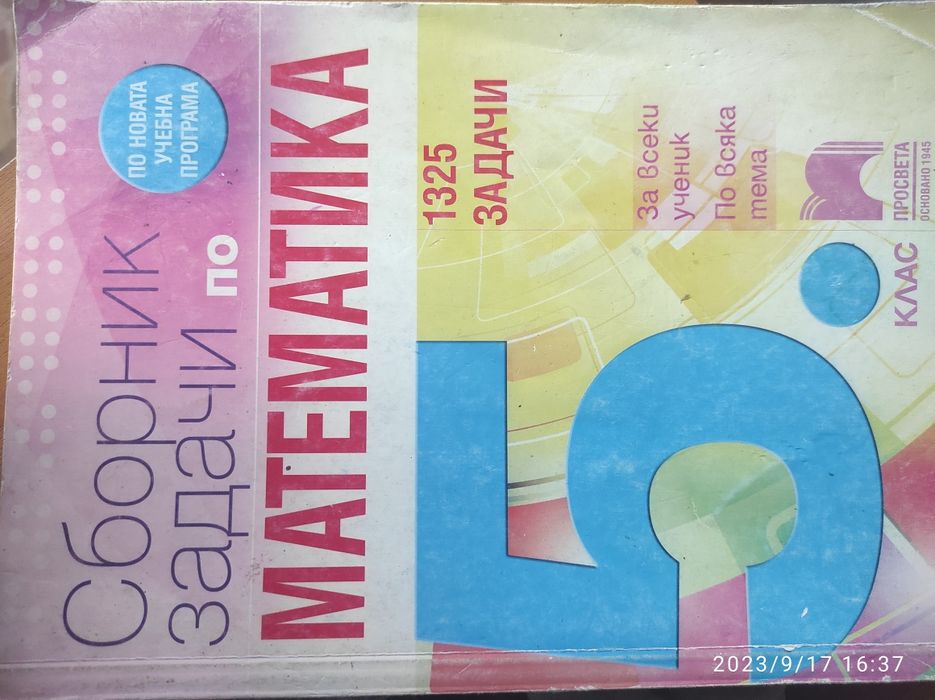 Сборник
задачи по
МАТЕМАТИКА
ПО НОВАТА
УЧЕБНА
ПРОГРАМА
1325
ЗАДАЧИ
За всеки
ученик
По всяка
тема
5.
КЛАС
ПРОСВЕТА
ОСНОВАНО 1945
2023/9/17 16:37